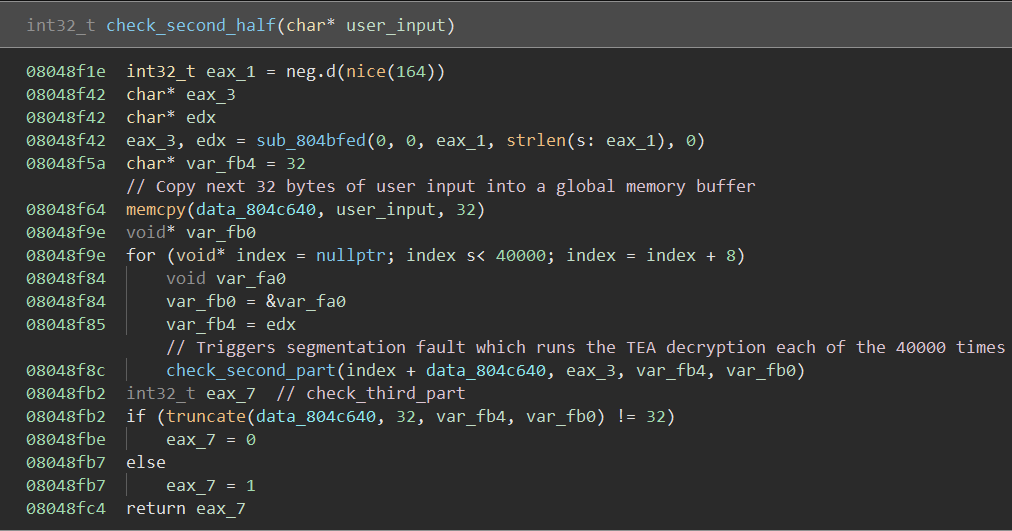 int32_t check_second_half(char* user_input)
08048f1e int32_t eax_1 = neg.d(nice(164))
08048f42 char* eax_3
08048f42 char* edx
08048f42 eax_3, edx = sub_804bfed(0, 0, eax_1, strlen(s: eax_1), 0)
08048f5a char* var_fb4 = 32
// Copy next 32 bytes of user input into a global memory buffer
08048f64 memcpy(data_804c640, user_input, 32)
08048f9e void* var_fb0
08048f9e for (void* index = nullptr; index s< 40000; index = index + 8)
08048f84 void var_fa0
08048f84 var_fb0 = &var_fa0
08048f85 var_fb4 = edx
// Triggers segmentation fault which runs the TEA decryption each of the 40000 times
08048f8c check_second_part(index + data_804c640, eax_3, var_fb4, var_fb0)
08048fb2 int32_t eax_7 // check_third_part
08048fb2 if (truncate(data_804c640, 32, var_fb4, var_fb0) != 32)
08048fbe eax_7 = 0
08048fb7 else
08048fb7 eax_7 = 1
08048fc4 return eax_7